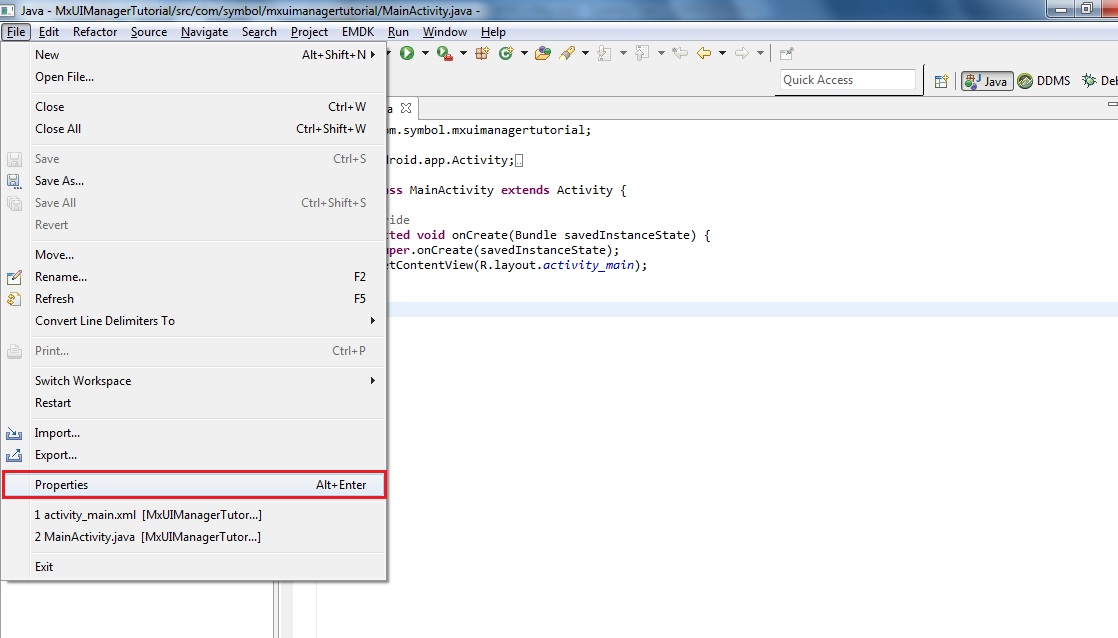 Java - MxUIManagerTutorial/src/com/symbol/mxuimanagertutorial/MainActivity.java -
File Edit Refactor Source Navigate Search Project EMDK Run Window Help
New Alt+Shift+N
Open File...
Quick Access
Java DDMS
Close Ctrl+W
Close All Ctrl+Shift+W
Save Ctrl+S
Save As...
Save All Ctrl+Shift+S
Revert
Move...
Rename... F2
Refresh F5
Convert Line Delimiters To
Print... Ctrl+P
Switch Workspace
Restart
Import...
Export...
Properties Alt+Enter
1 activity_main.xml [MxUIManagerTutor...]
2 MainActivity.java [MxUIManagerTutor...]
Exit
a
om.symbol.mxuimanagertutorial;
droid.app.Activity;
ass MainActivity extends Activity {
ride
cted void onCreate(Bundle savedInstanceState) {
uper.onCreate(savedInstanceState);
etContentView(R.layout.activity_main);